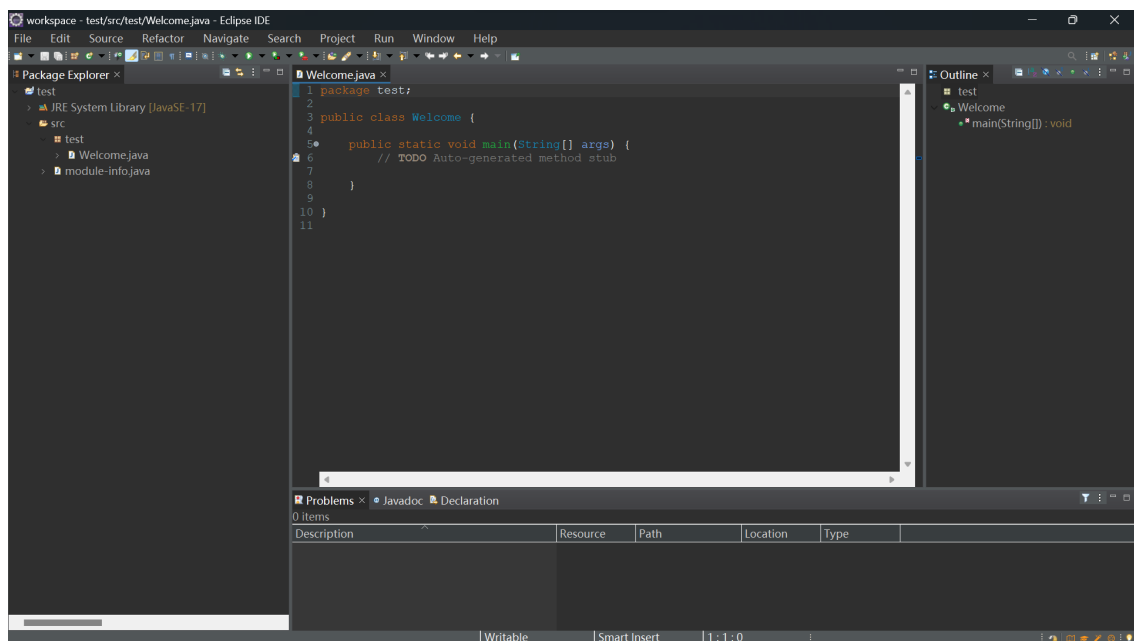 workspace - test/src/test/Welcome.java - Eclipse IDE
File Edit Source Refactor Navigate Search Project Run Window Help
Package Explorer
test
JRE System Library [JavaSE-17]
src
test
Welcome.java
module-info.java
Welcome.java
1 package test;
2
3 public class Welcome {
4
5 public static void main(String[] args) {
6 // TODO Auto-generated method stub
7
8 }
9
10 }
11
Outline
test
Welcome
main(String[]) : void
Problems Javadoc Declaration
0 items
Description Resource Path Location Type
Writable Smart Insert 1 : 1 : 0